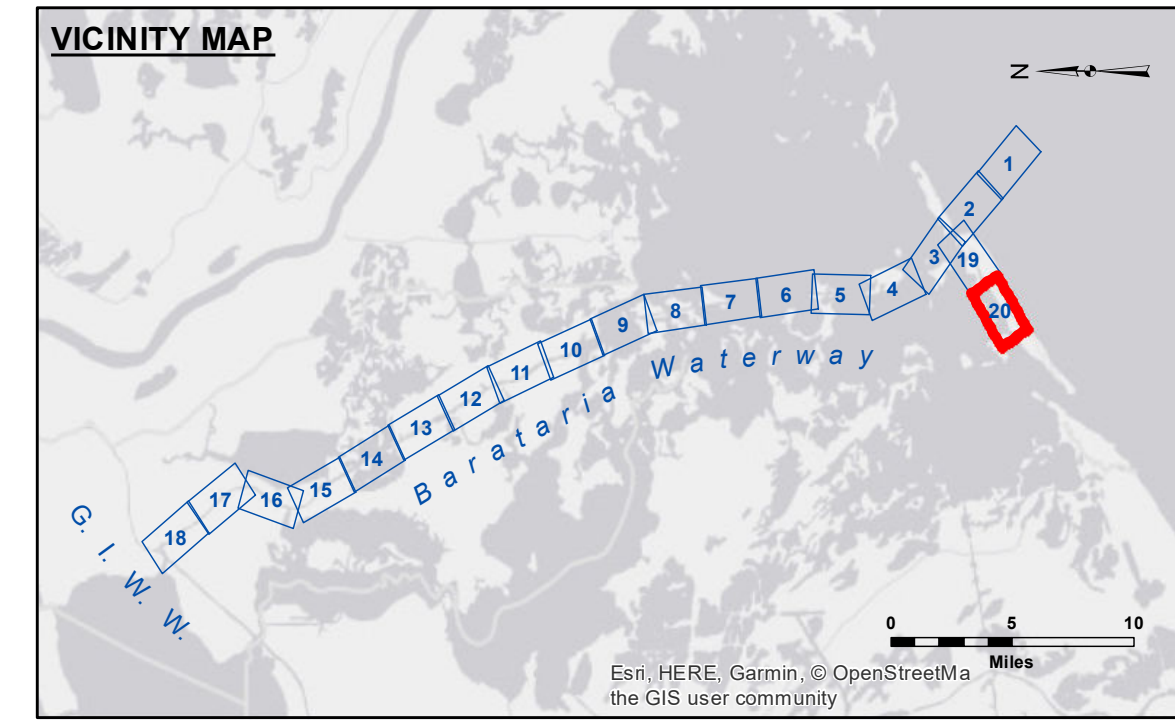 VICINITY MAP
N
1
2
3
19
20
4
5
6
7
8
9
10
11
12
13
14
15
16
17
18
Barataria Waterway
G. I. W. W.
0 5 10
Miles
Esri, HERE, Garmin, © OpenStreetMa
the GIS user community